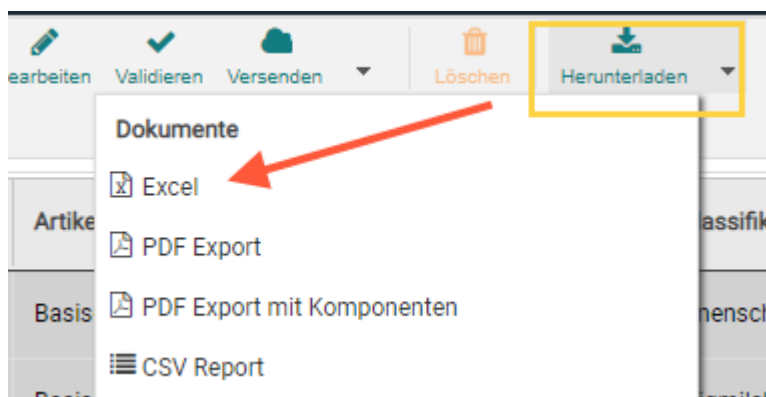 earbeiten Validieren Versenden Löschen Herunterladen
Dokumente
Excel
Artike assifik
PDF Export
Basis nensch
PDF Export mit Komponenten
CSV Report